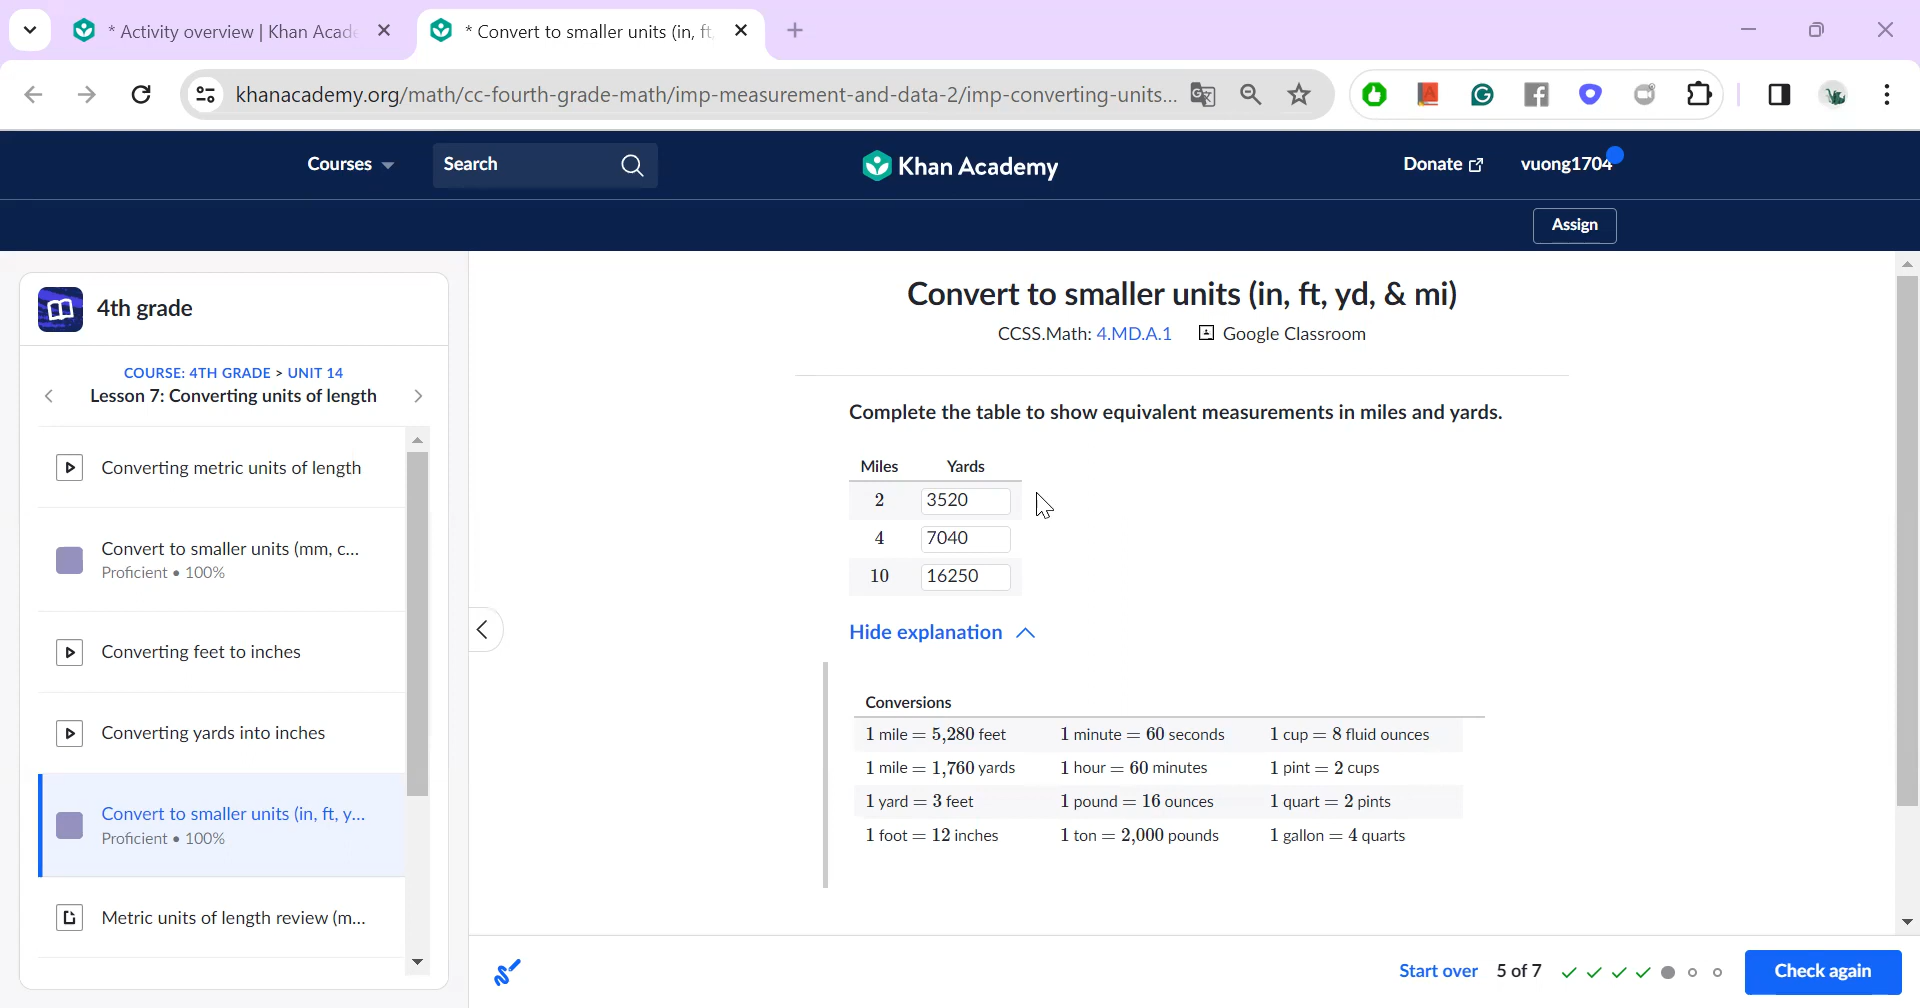 * Activity overview | Khan Acade
* Convert to smaller units (in, ft,
khanacademy.org/math/cc-fourth-grade-math/imp-measurement-and-data-2/imp-converting-units...
Courses
Search
Khan Academy
Donate
vuong1704
Assign
4th grade
COURSE: 4TH GRADE > UNIT 14
Lesson 7: Converting units of length
Converting metric units of length
Convert to smaller units (mm, c...
Proficient • 100%
Converting feet to inches
Converting yards into inches
Convert to smaller units (in, ft, y...
Proficient • 100%
Metric units of length review (m...
Convert to smaller units (in, ft, yd, & mi)
CCSS.Math: 4.MD.A.1 Google Classroom
Complete the table to show equivalent measurements in miles and yards.
Miles Yards
2 3520
4 7040
10 16250
Hide explanation
Conversions
1 mile = 5,280 feet 1 minute = 60 seconds 1 cup = 8 fluid ounces
1 mile = 1,760 yards 1 hour = 60 minutes 1 pint = 2 cups
1 yard = 3 feet 1 pound = 16 ounces 1 quart = 2 pints
1 foot = 12 inches 1 ton = 2,000 pounds 1 gallon = 4 quarts
Start over 5 of 7 Check again